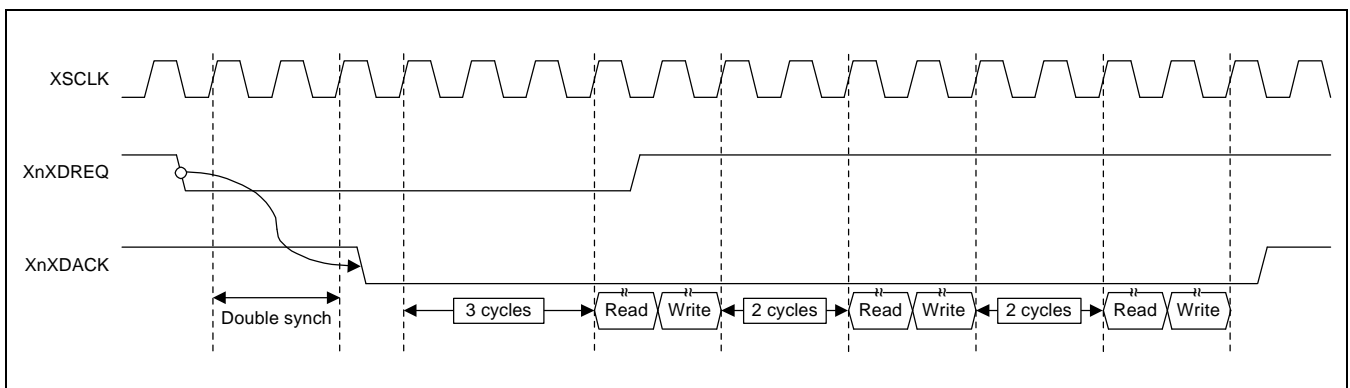 XSCLK
XnXDREQ
XnXDACK
Double synch
3 cycles
Read
Write
2 cycles
Read
Write
2 cycles
Read
Write